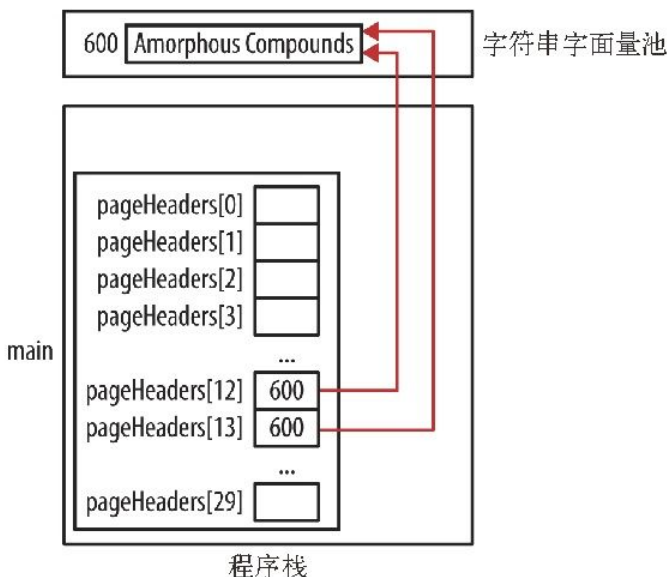 600 Amorphous Compounds 字符串字面量池
pageHeaders[0]
pageHeaders[1]
pageHeaders[2]
pageHeaders[3]
main
...
pageHeaders[12] 600
pageHeaders[13] 600
...
pageHeaders[29]
程序栈